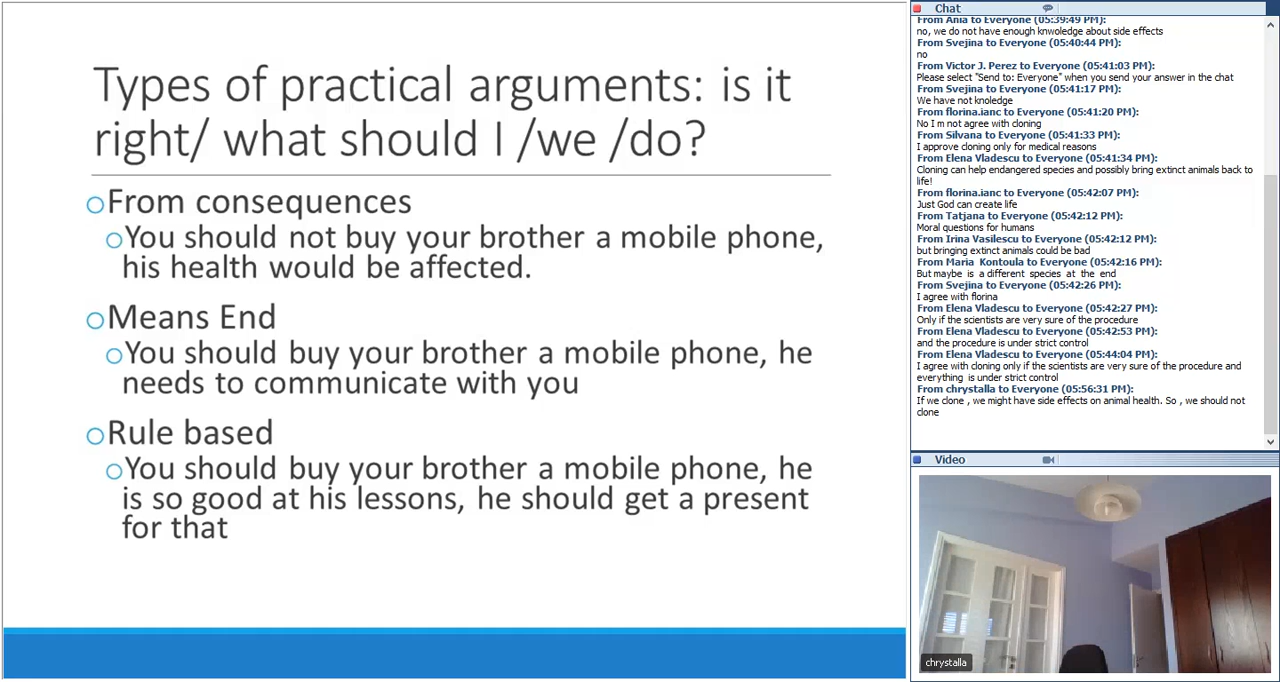 Types of practical arguments: is it
right/ what should I /we /do?
From consequences
You should not buy your brother a mobile phone,
his health would be affected.
Means End
You should buy your brother a mobile phone, he
needs to communicate with you
Rule based
You should buy your brother a mobile phone, he
is so good at his lessons, he should get a present
for that
Chat
From Ania to Everyone (05:39:49 PM):
no, we do not have enough knwoledge about side effects
From Svejina to Everyone (05:40:44 PM):
no
From Victor J. Perez to Everyone (05:41:03 PM):
Please select "Send to: Everyone" when you send your answer in the chat
From Svejina to Everyone (05:41:17 PM):
We have not knoledge
From florina.ianc to Everyone (05:41:20 PM):
No I m not agree with cloning
From Silvana to Everyone (05:41:33 PM):
I approve cloning only for medical reasons
From Elena Vladescu to Everyone (05:41:34 PM):
Cloning can help endangered species and possibly bring extinct animals back to
life!
From florina.ianc to Everyone (05:42:07 PM):
Just God can create life
From Tatjana to Everyone (05:42:12 PM):
Moral questions for humans
From Irina Vasilescu to Everyone (05:42:12 PM):
but bringing extinct animals could be bad
From Maria Kontoula to Everyone (05:42:16 PM):
But maybe is a different species at the end
From Svejina to Everyone (05:42:26 PM):
I agree with florina
From Elena Vladescu to Everyone (05:42:27 PM):
Only if the scientists are very sure of the procedure
From Elena Vladescu to Everyone (05:42:53 PM):
and the procedure is under strict control
From Elena Vladescu to Everyone (05:44:04 PM):
I agree with cloning only if the scientists are very sure of the procedure and
everything is under strict control
From chrystalla to Everyone (05:56:31 PM):
If we clone , we might have side effects on animal health. So , we should not
clone
Video
chrystalla